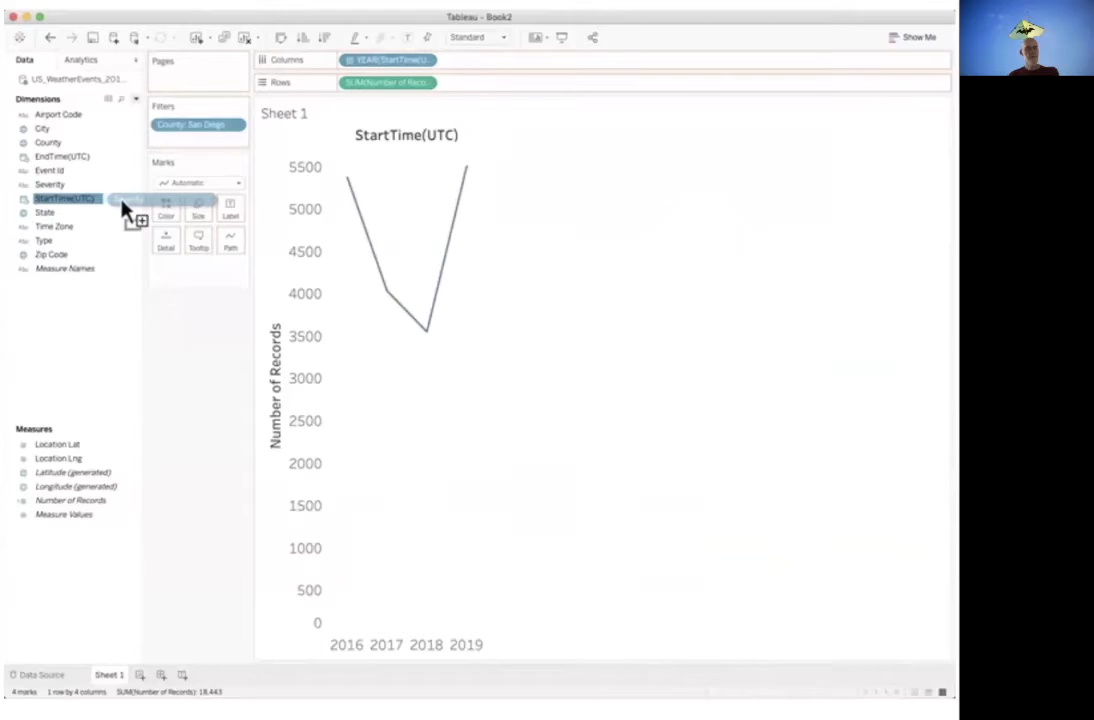 Tableau - Book2
Standard
Show Me
Data
Analytics
Pages
Columns
YEAR(StartTime(U..
US_WeatherEvents_201...
Rows
SUM(Number of Reco..
Dimensions
Filters
Sheet 1
Airport Code
County: San Diego
StartTime(UTC)
City
County
EndTime(UTC)
Marks
Event Id
Severity
Automatic
StartTime(UTC)
Severity
State
Color
Size
Label
Time Zone
Type
Detail
Tooltip
Path
Zip Code
Measure Names
5500
5000
4500
4000
3500
3000
2500
2000
1500
1000
500
0
Number of Records
2016 2017 2018 2019
Measures
Location Lat
Location Lng
Latitude (generated)
Longitude (generated)
Number of Records
Measure Values
Data Source
Sheet 1
4 marks
1 row by 4 columns
SUM(Number of Records): 18,443